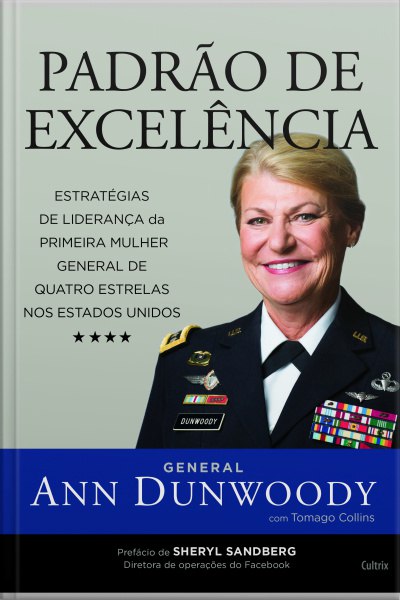 PADRÃO DE
EXCELÊNCIA
ESTRATÉGIAS
DE LIDERANÇA da
PRIMEIRA MULHER
GENERAL DE
QUATRO ESTRELAS
NOS ESTADOS UNIDOS
★★★★
DUNWOODY
GENERAL
ANN DUNWOODY
com Tomago Collins
Prefácio de SHERYL SANDBERG
Diretora de operações do Facebook
Cultrix